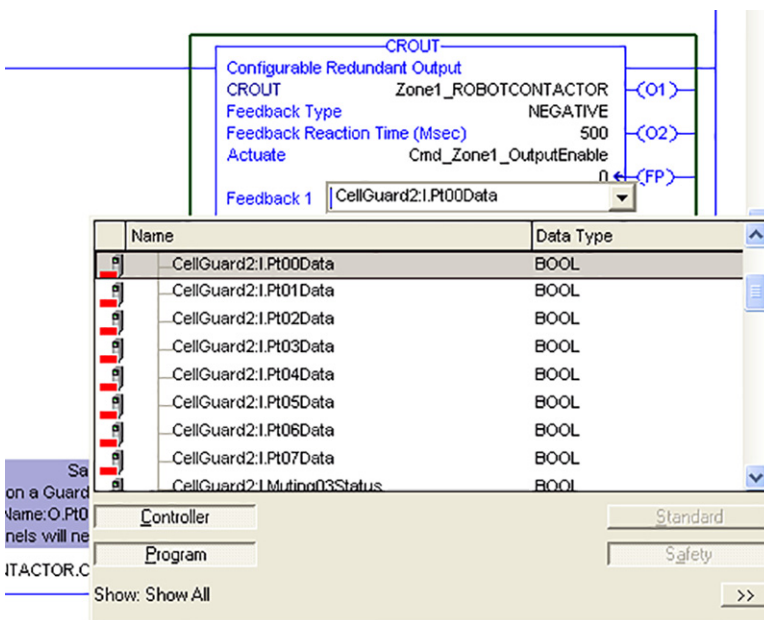 CROUT
Configurable Redundant Output
CROUT Zone1_ROBOTCONTACTOR (O1)
Feedback Type NEGATIVE
Feedback Reaction Time (Msec) 500 (O2)
Actuate Cmd_Zone1_OutputEnable
0 (FP)
Feedback 1 CellGuard2:I.Pt00Data
Name Data Type
CellGuard2:I.Pt00Data BOOL
CellGuard2:I.Pt01Data BOOL
CellGuard2:I.Pt02Data BOOL
CellGuard2:I.Pt03Data BOOL
CellGuard2:I.Pt04Data BOOL
CellGuard2:I.Pt05Data BOOL
CellGuard2:I.Pt06Data BOOL
CellGuard2:I.Pt07Data BOOL
CellGuard2:I.Muting03Status BOOL
Sa
on a Guard
Name:O.Pt0
nels will ne
NTACTOR.C
Controller Standard
Program Safety
Show: Show All >>